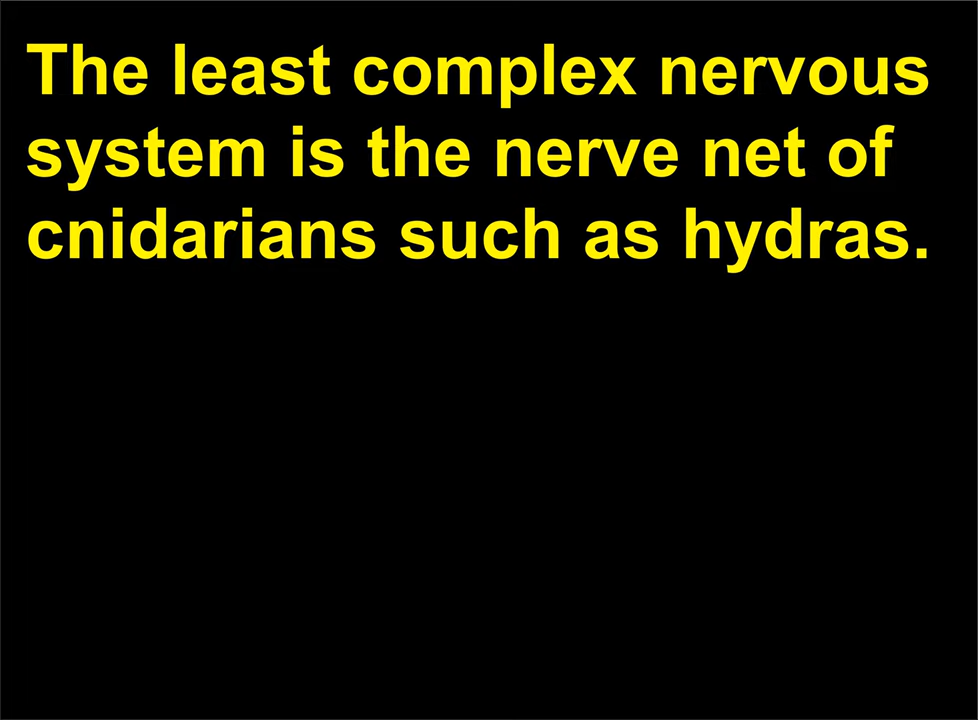 The least complex nervous
system is the nerve net of
cnidarians such as hydras.